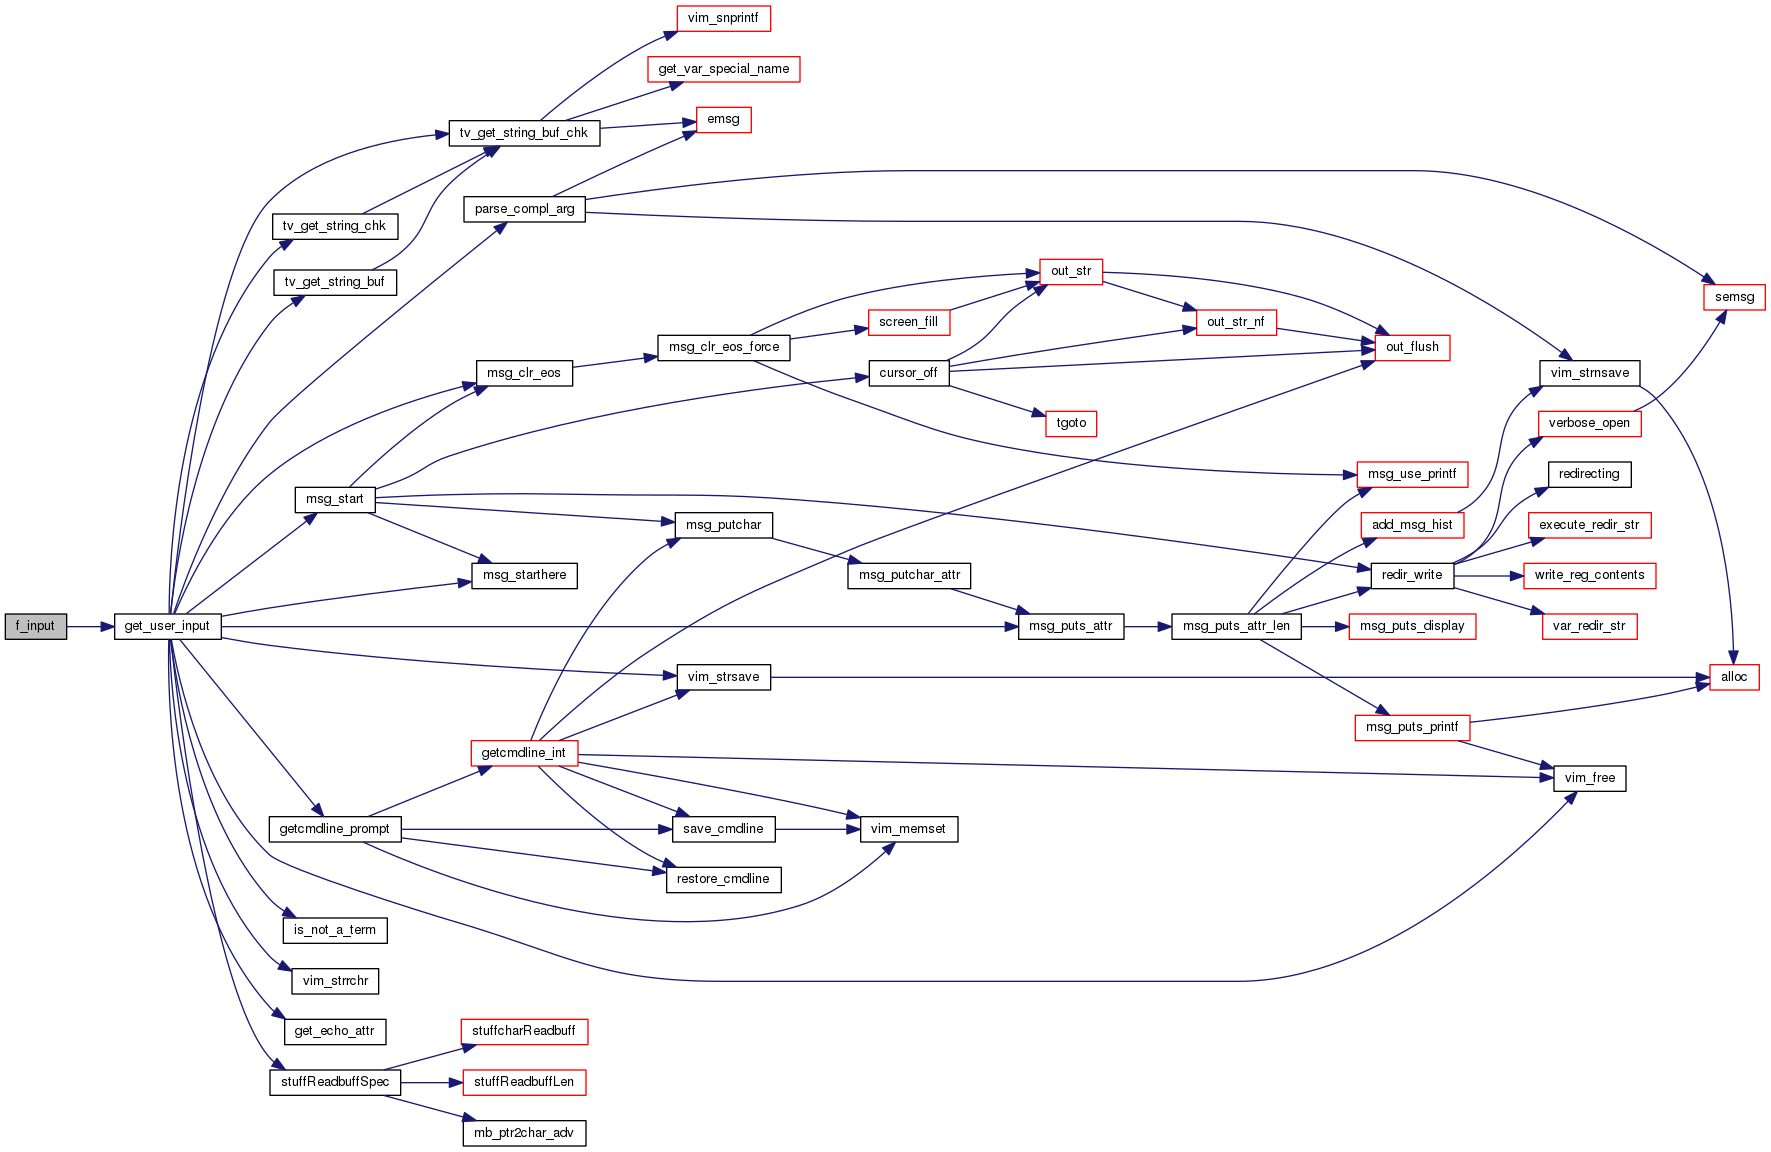 vim_snprintf
get_var_special_name
emsg
tv_get_string_buf_chk
parse_compl_arg
tv_get_string_chk
tv_get_string_buf
out_str
semsg
screen_fill
out_str_nf
msg_clr_eos_force
out_flush
msg_clr_eos
cursor_off
vim_strnsave
tgoto
verbose_open
msg_use_printf
redirecting
msg_start
msg_putchar
add_msg_hist
execute_redir_str
msg_starthere
msg_putchar_attr
redir_write
write_reg_contents
f_input
get_user_input
msg_puts_attr
msg_puts_attr_len
msg_puts_display
var_redir_str
vim_strsave
alloc
msg_puts_printf
getcmdline_int
vim_free
getcmdline_prompt
save_cmdline
vim_memset
restore_cmdline
is_not_a_term
vim_strrchr
get_echo_attr
stuffcharReadbuff
stuffReadbuffSpec
stuffReadbuffLen
mb_ptr2char_adv